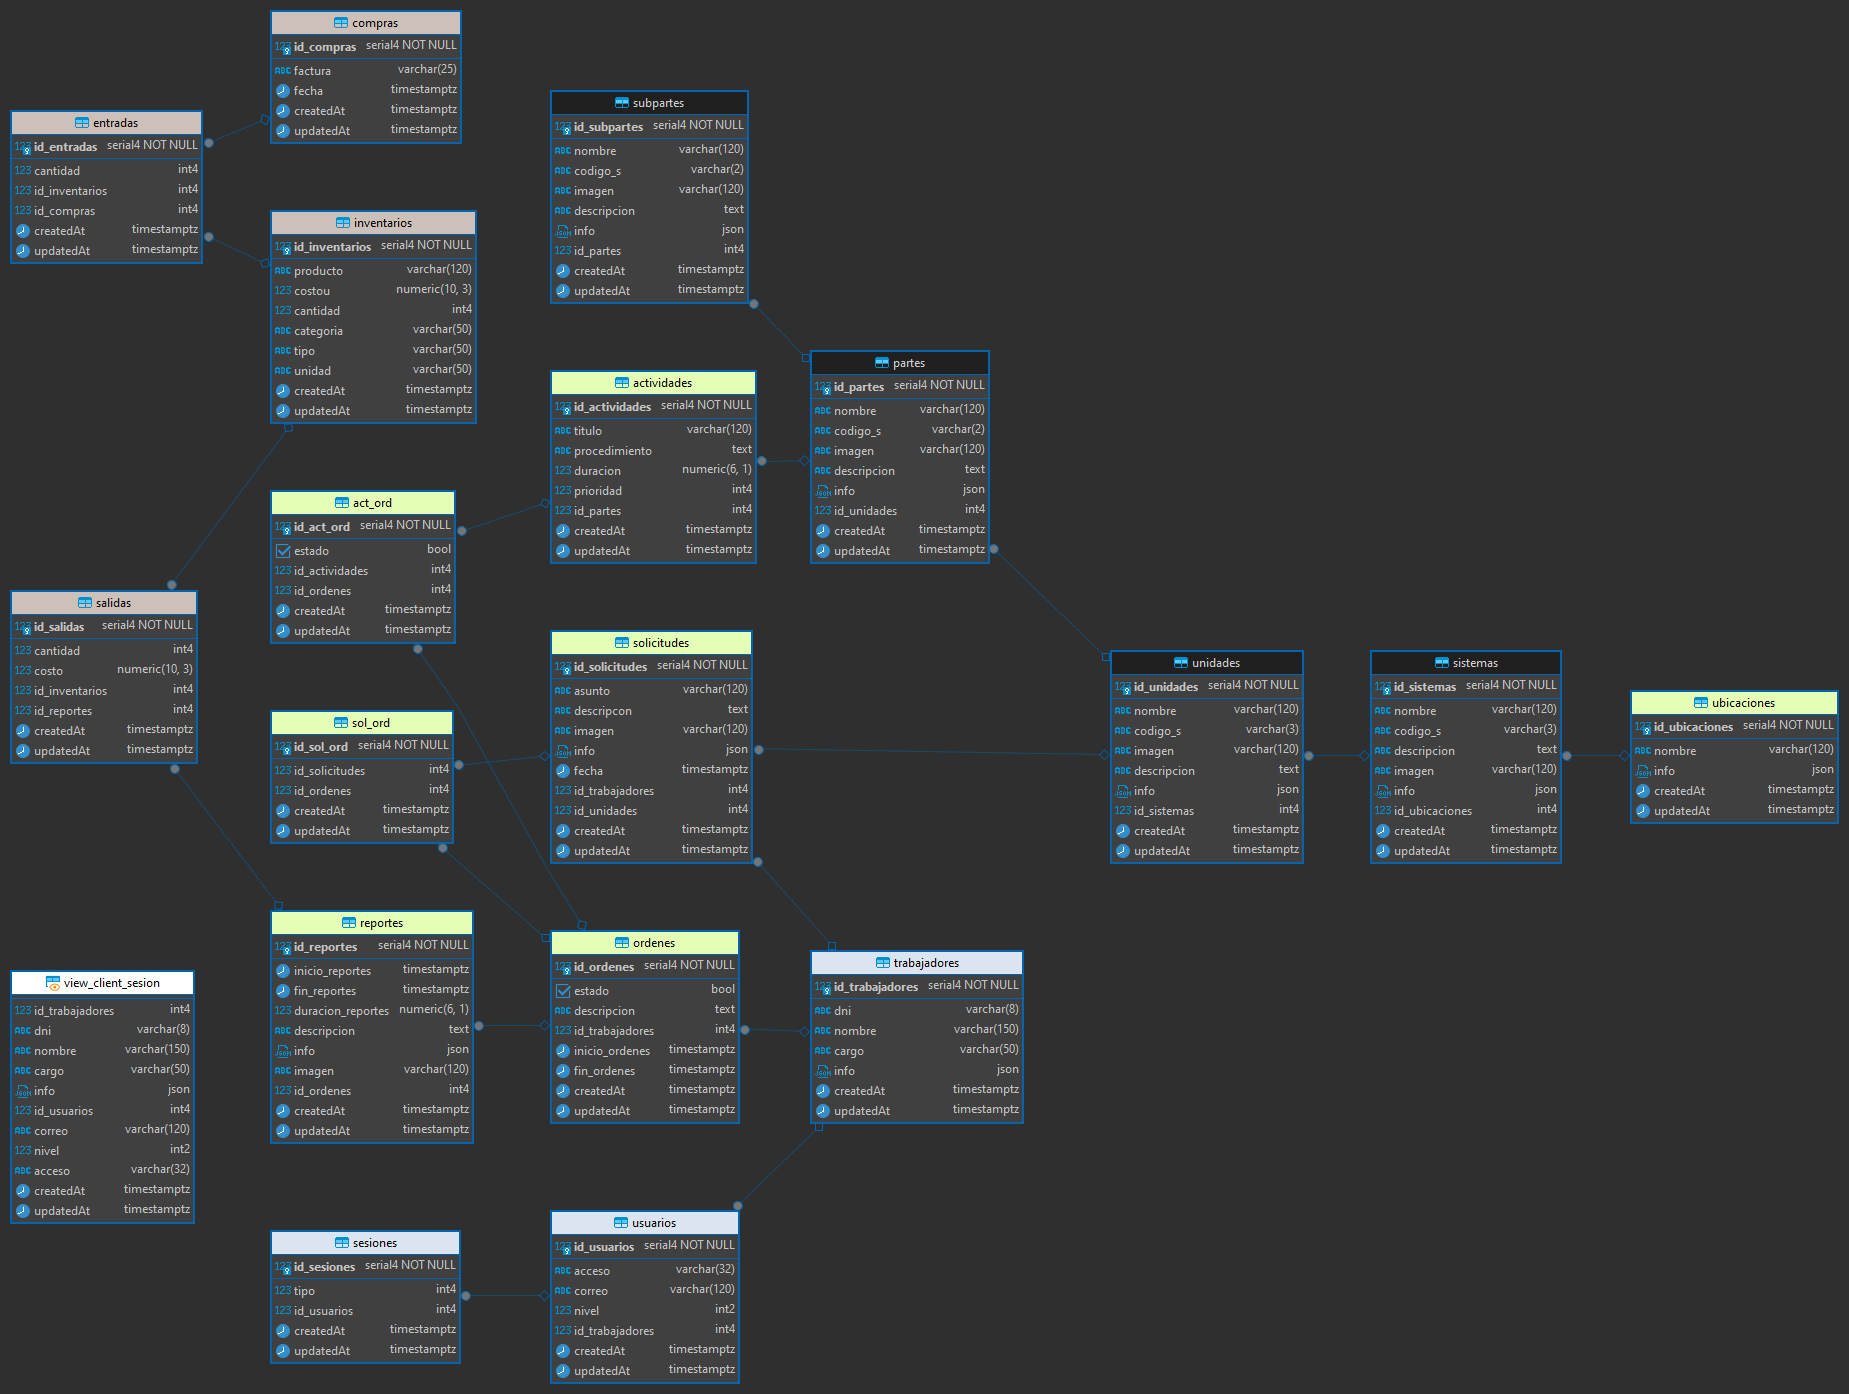 compras
id_compras serial4 NOT NULL
factura varchar(25)
fecha timestamptz
createdAt timestamptz
updatedAt timestamptz
entradas
id_entradas serial4 NOT NULL
cantidad int4
id_inventarios int4
id_compras int4
createdAt timestamptz
updatedAt timestamptz
inventarios
id_inventarios serial4 NOT NULL
producto varchar(120)
costou numeric(10, 3)
cantidad int4
categoria varchar(50)
tipo varchar(50)
unidad varchar(50)
createdAt timestamptz
updatedAt timestamptz
subpartes
id_subpartes serial4 NOT NULL
nombre varchar(120)
codigo_s varchar(2)
imagen varchar(120)
descripcion text
info json
id_partes int4
createdAt timestamptz
updatedAt timestamptz
partes
id_partes serial4 NOT NULL
nombre varchar(120)
codigo_s varchar(2)
imagen varchar(120)
descripcion text
info json
id_unidades int4
createdAt timestamptz
updatedAt timestamptz
actividades
id_actividades serial4 NOT NULL
titulo varchar(120)
procedimiento text
duracion numeric(6, 1)
prioridad int4
id_partes int4
createdAt timestamptz
updatedAt timestamptz
act_ord
id_act_ord serial4 NOT NULL
estado bool
id_actividades int4
id_ordenes int4
createdAt timestamptz
updatedAt timestamptz
salidas
id_salidas serial4 NOT NULL
cantidad int4
costo numeric(10, 3)
id_inventarios int4
id_reportes int4
createdAt timestamptz
updatedAt timestamptz
solicitudes
id_solicitudes serial4 NOT NULL
asunto varchar(120)
descripcon text
imagen varchar(120)
info json
fecha timestamptz
id_trabajadores int4
id_unidades int4
createdAt timestamptz
updatedAt timestamptz
unidades
id_unidades serial4 NOT NULL
nombre varchar(120)
codigo_s varchar(3)
imagen varchar(120)
descripcion text
info json
id_sistemas int4
createdAt timestamptz
updatedAt timestamptz
sistemas
id_sistemas serial4 NOT NULL
nombre varchar(120)
codigo_s varchar(3)
descripcion text
imagen varchar(120)
info json
id_ubicaciones int4
createdAt timestamptz
updatedAt timestamptz
ubicaciones
id_ubicaciones serial4 NOT NULL
nombre varchar(120)
info json
createdAt timestamptz
updatedAt timestamptz
sol_ord
id_sol_ord serial4 NOT NULL
id_solicitudes int4
id_ordenes int4
createdAt timestamptz
updatedAt timestamptz
reportes
id_reportes serial4 NOT NULL
inicio_reportes timestamptz
fin_reportes timestamptz
duracion_reportes numeric(6, 1)
descripcion text
info json
imagen varchar(120)
id_ordenes int4
createdAt timestamptz
updatedAt timestamptz
ordenes
id_ordenes serial4 NOT NULL
estado bool
descripcion text
id_trabajadores int4
inicio_ordenes timestamptz
fin_ordenes timestamptz
createdAt timestamptz
updatedAt timestamptz
trabajadores
id_trabajadores serial4 NOT NULL
dni varchar(8)
nombre varchar(150)
cargo varchar(50)
info json
createdAt timestamptz
updatedAt timestamptz
view_client_sesion
id_trabajadores int4
dni varchar(8)
nombre varchar(150)
cargo varchar(50)
info json
id_usuarios int4
correo varchar(120)
nivel int2
acceso varchar(32)
createdAt timestamptz
updatedAt timestamptz
sesiones
id_sesiones serial4 NOT NULL
tipo int4
id_usuarios int4
createdAt timestamptz
updatedAt timestamptz
usuarios
id_usuarios serial4 NOT NULL
acceso varchar(32)
correo varchar(120)
nivel int2
id_trabajadores int4
createdAt timestamptz
updatedAt timestamptz